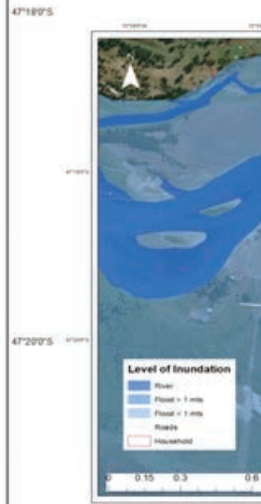 47°18'0"S
47°20'0"S
Level of Inundation
River
Flood > 1 mts
Flood < 1 mts
Roads
Household
0 0.15 0.3 0.6